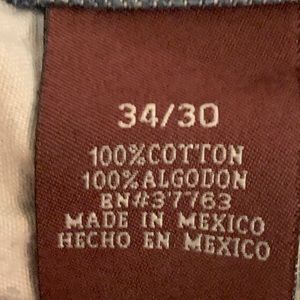 34/30
100%COTTON
100%ALGODON
RN#37763
MADE IN MEXICO
HECHO EN MEXICO